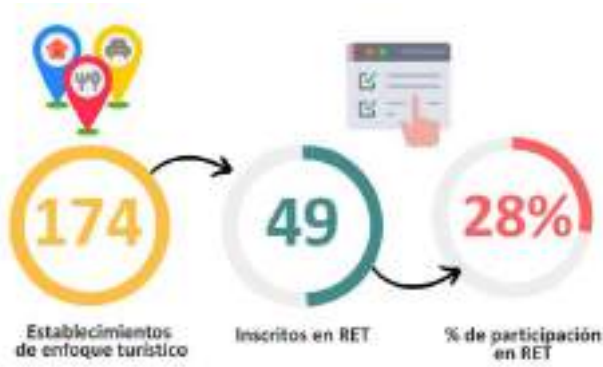 174
49
28%
Establecimientos
de enfoque turístico
Inscritos en RET
% de participación
en RET